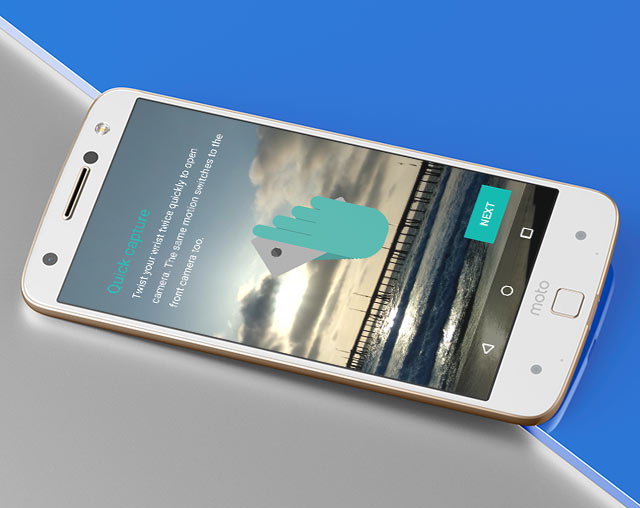 Quick capture
Twist your wrist twice quickly to open
camera. The same motion switches to the
front camera too.
NEXT
moto